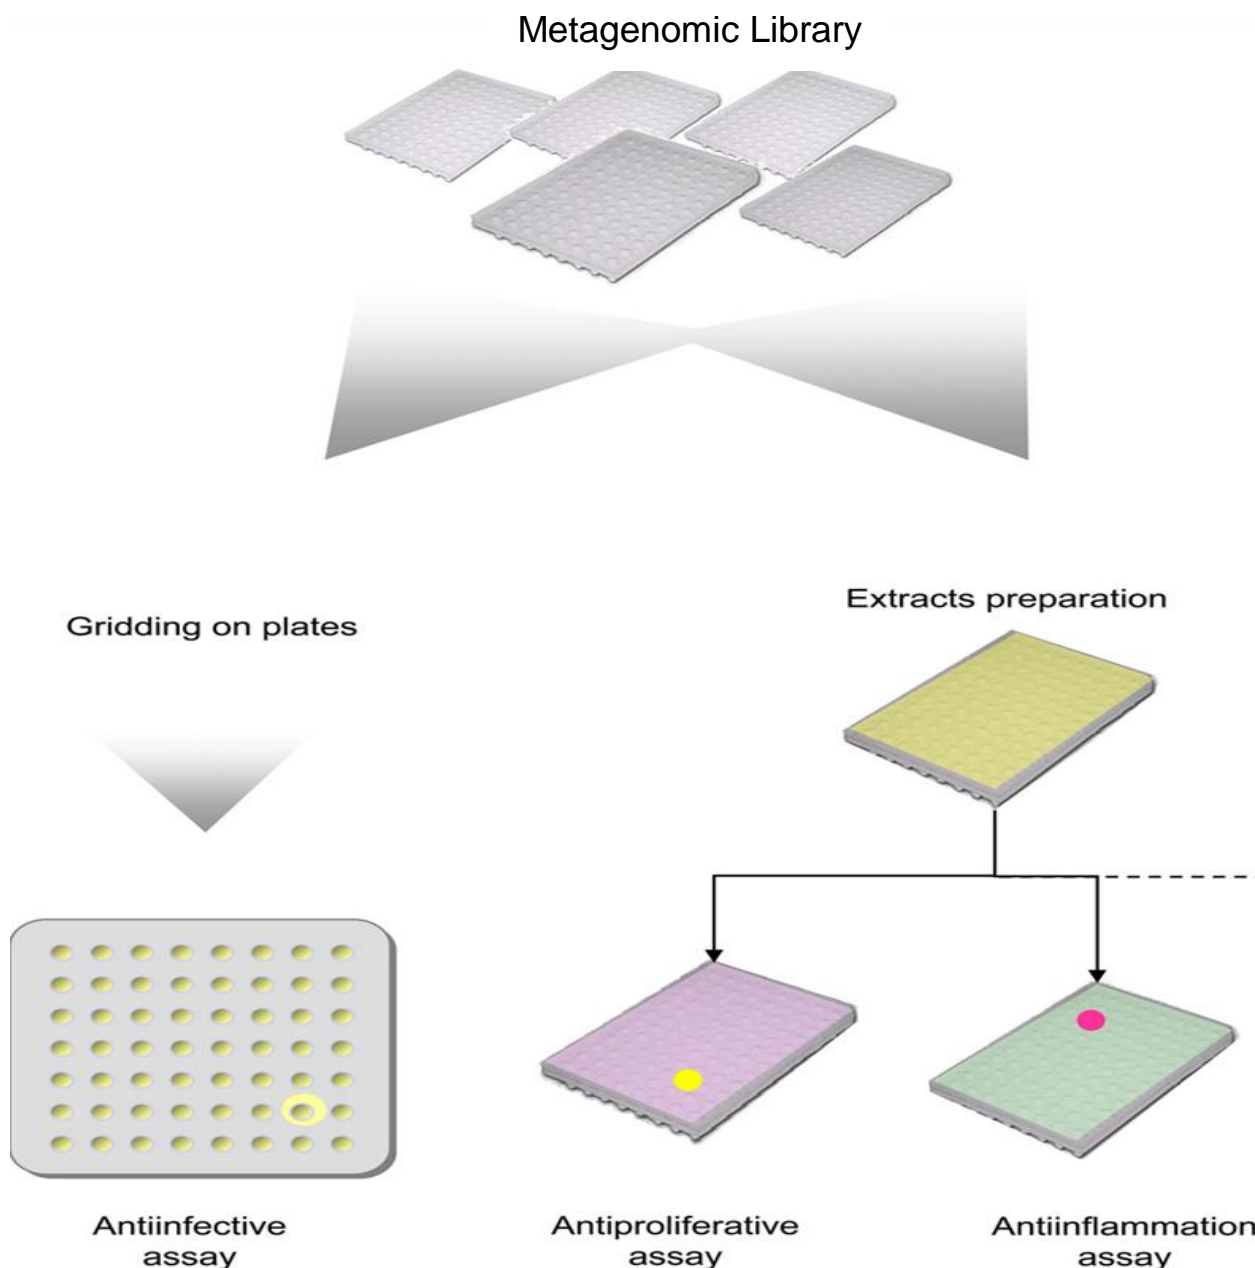 Metagenomic Library
Extracts preparation
Gridding on plates
Antiinfective
assay
Antiproliferative
assay
Antiinflammation
assay